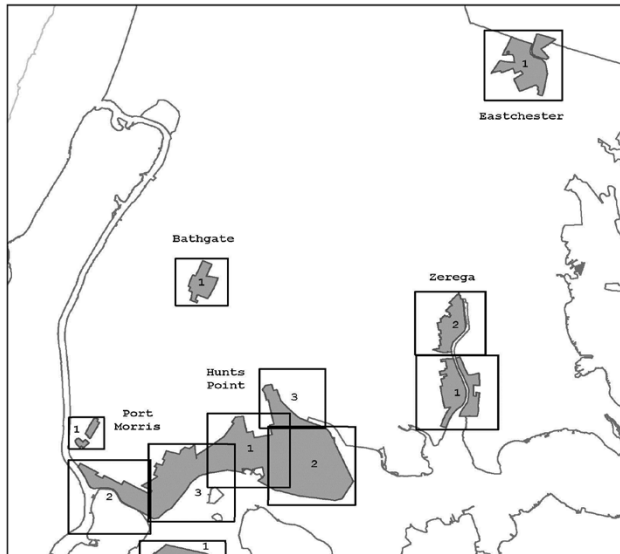 1
Eastchester
Bathgate
1
Zerega
2
1
Hunts
Point
3
1
2
Port
Morris
1
2
3
1